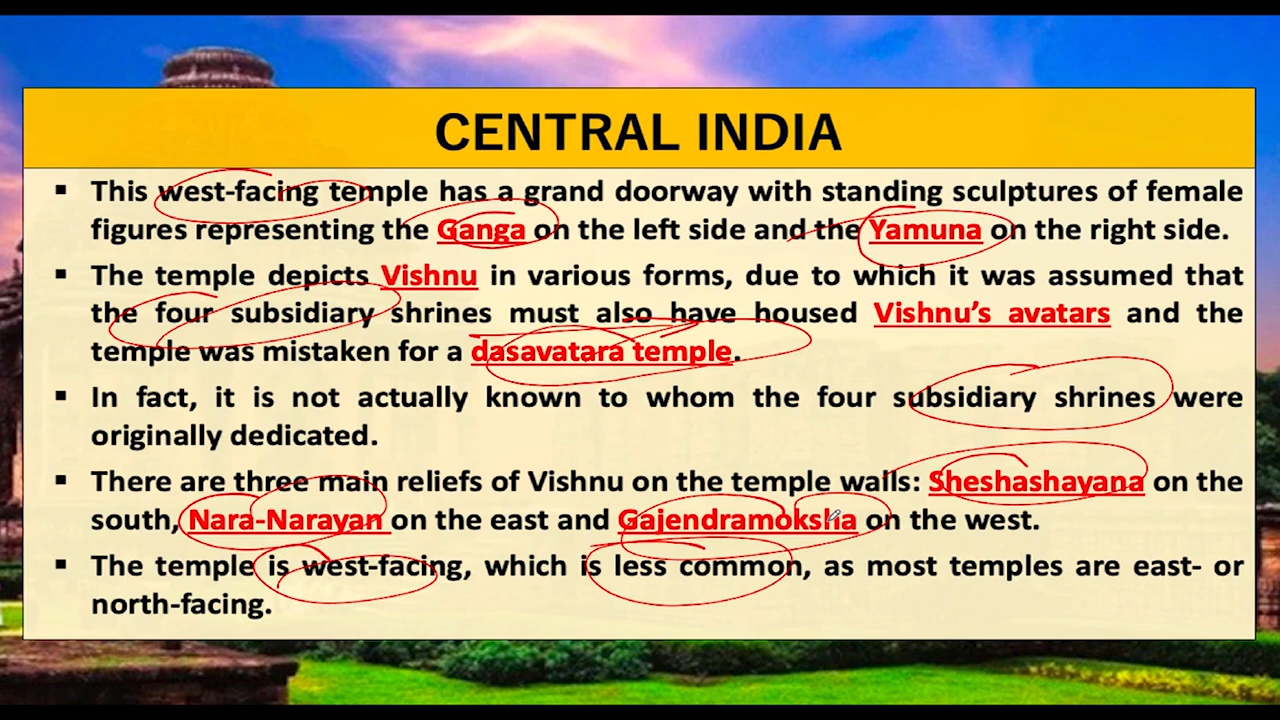 CENTRAL INDIA
▪ This west-facing temple has a grand doorway with standing sculptures of female
figures representing the Ganga on the left side and the Yamuna on the right side.
▪ The temple depicts Vishnu in various forms, due to which it was assumed that
the four subsidiary shrines must also have housed Vishnu’s avatars and the
temple was mistaken for a dasavatara temple.
▪ In fact, it is not actually known to whom the four subsidiary shrines were
originally dedicated.
▪ There are three main reliefs of Vishnu on the temple walls: Sheshashayana on the
south, Nara-Narayan on the east and Gajendramoksha on the west.
▪ The temple is west-facing, which is less common, as most temples are east- or
north-facing.